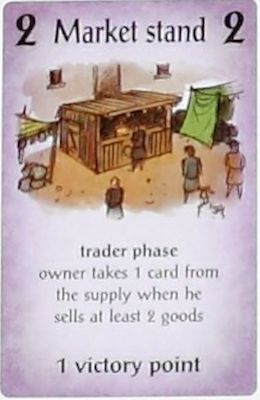 2 Market stand 2
trader phase
owner takes 1 card from
the supply when he
sells at least 2 goods
1 victory point